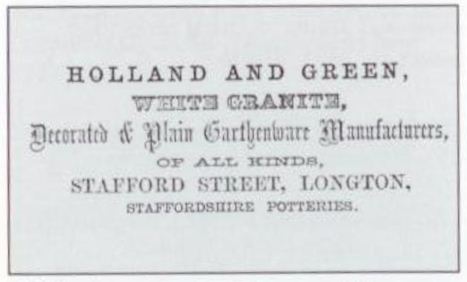 HOLLAND AND GREEN,
WHITE GRANITE,
Decorated & Plain Earthenware Manufacturers,
OF ALL KINDS,
STAFFORD STREET, LONGTON,
STAFFORDSHIRE POTTERIES.